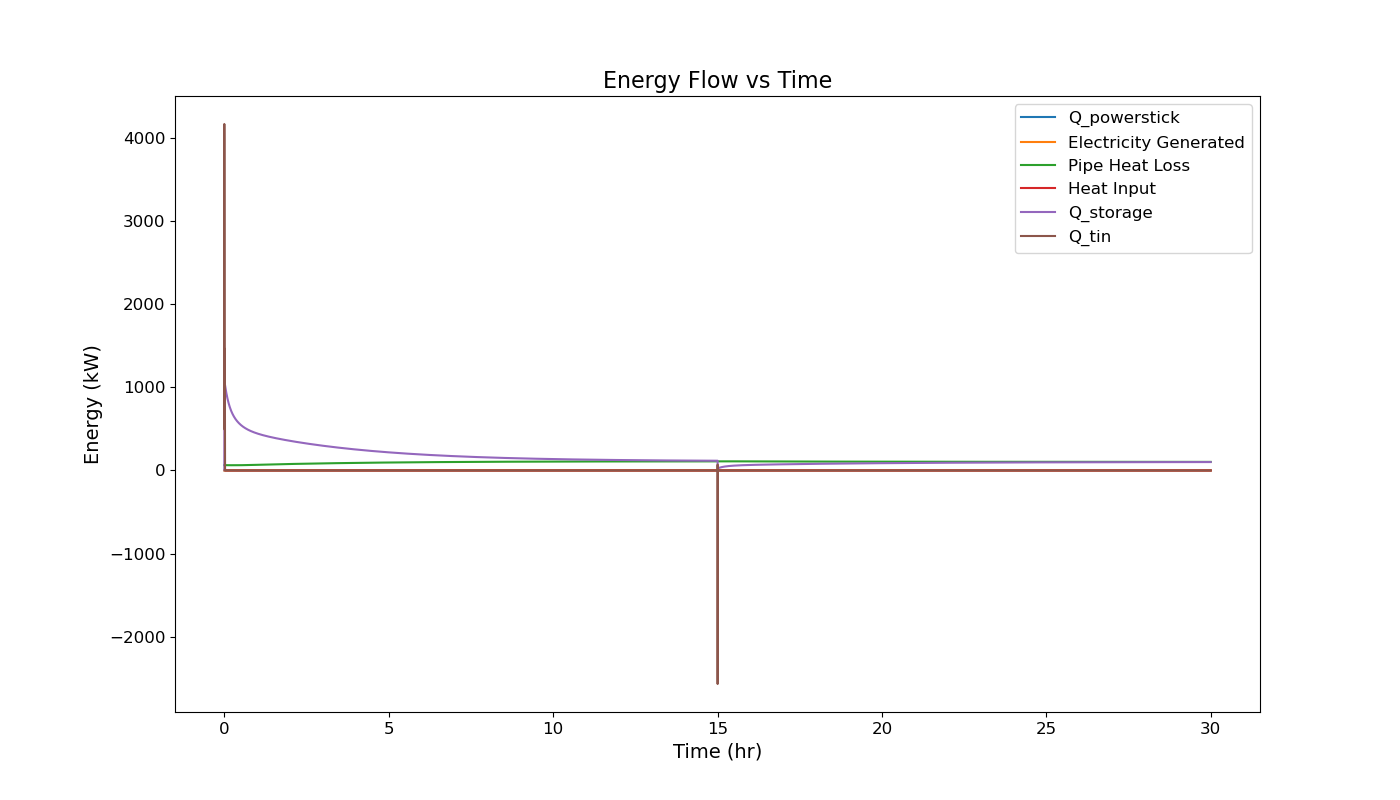 Energy Flow vs Time
Q_powerstick
Electricity Generated
Pipe Heat Loss
Heat Input
Q_storage
Q_tin
Energy (kW)
4000
3000
2000
1000
0
−1000
−2000
0 5 10 15 20 25 30
Time (hr)